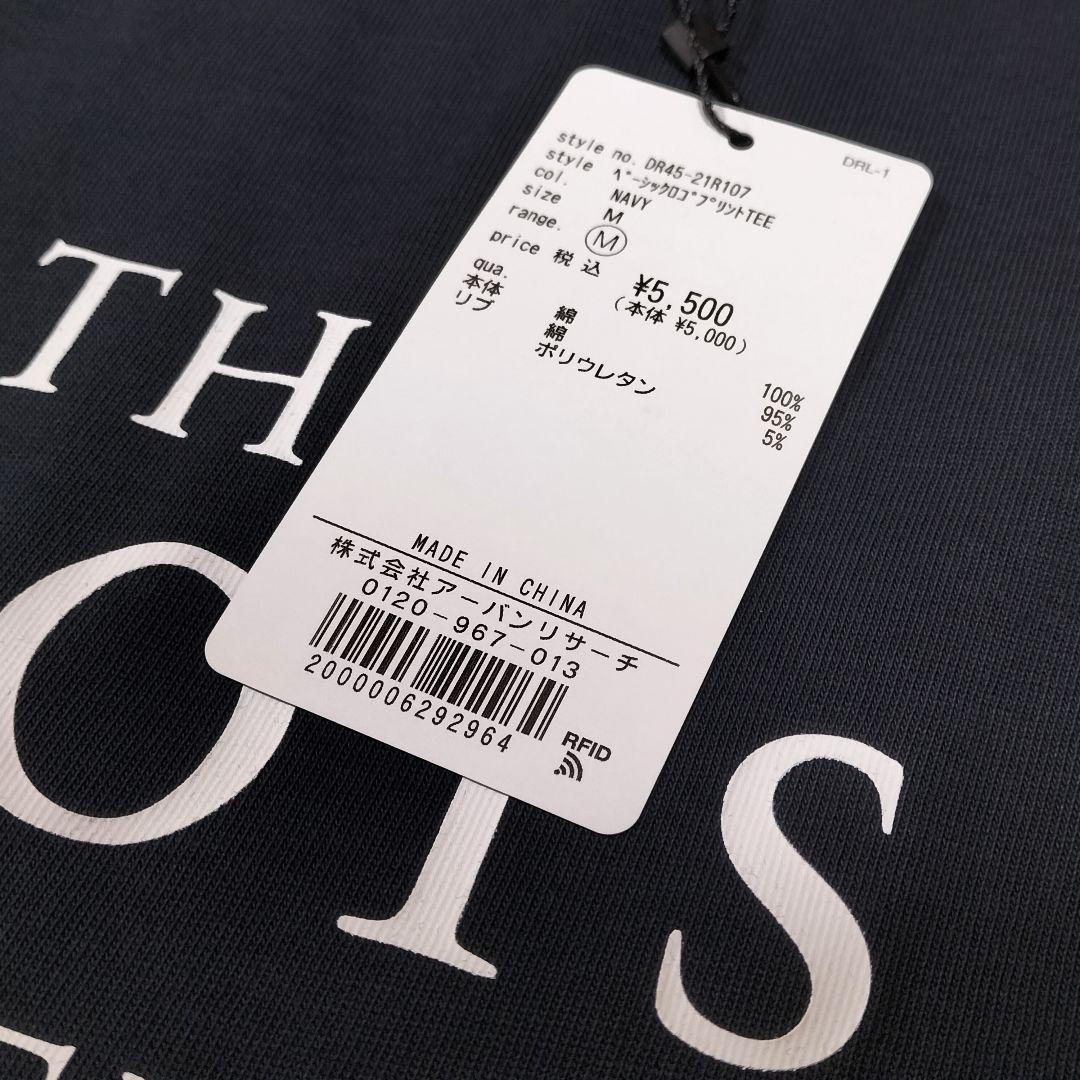 DRL-1
style no. DR45-21R107
style ﾍﾞｰｼｯｸﾛｺﾞﾌﾟﾘﾝﾄTEE
col. NAVY
size M
range. M
price 税込 ¥5,500
(本体 ¥5,000)
qua.
本体 綿 100%
リブ 綿 95%
ポリウレタン 5%
MADE IN CHINA
株式会社アーバンリサーチ
0120-967-013
2000006292964
RFID
TH
O
S